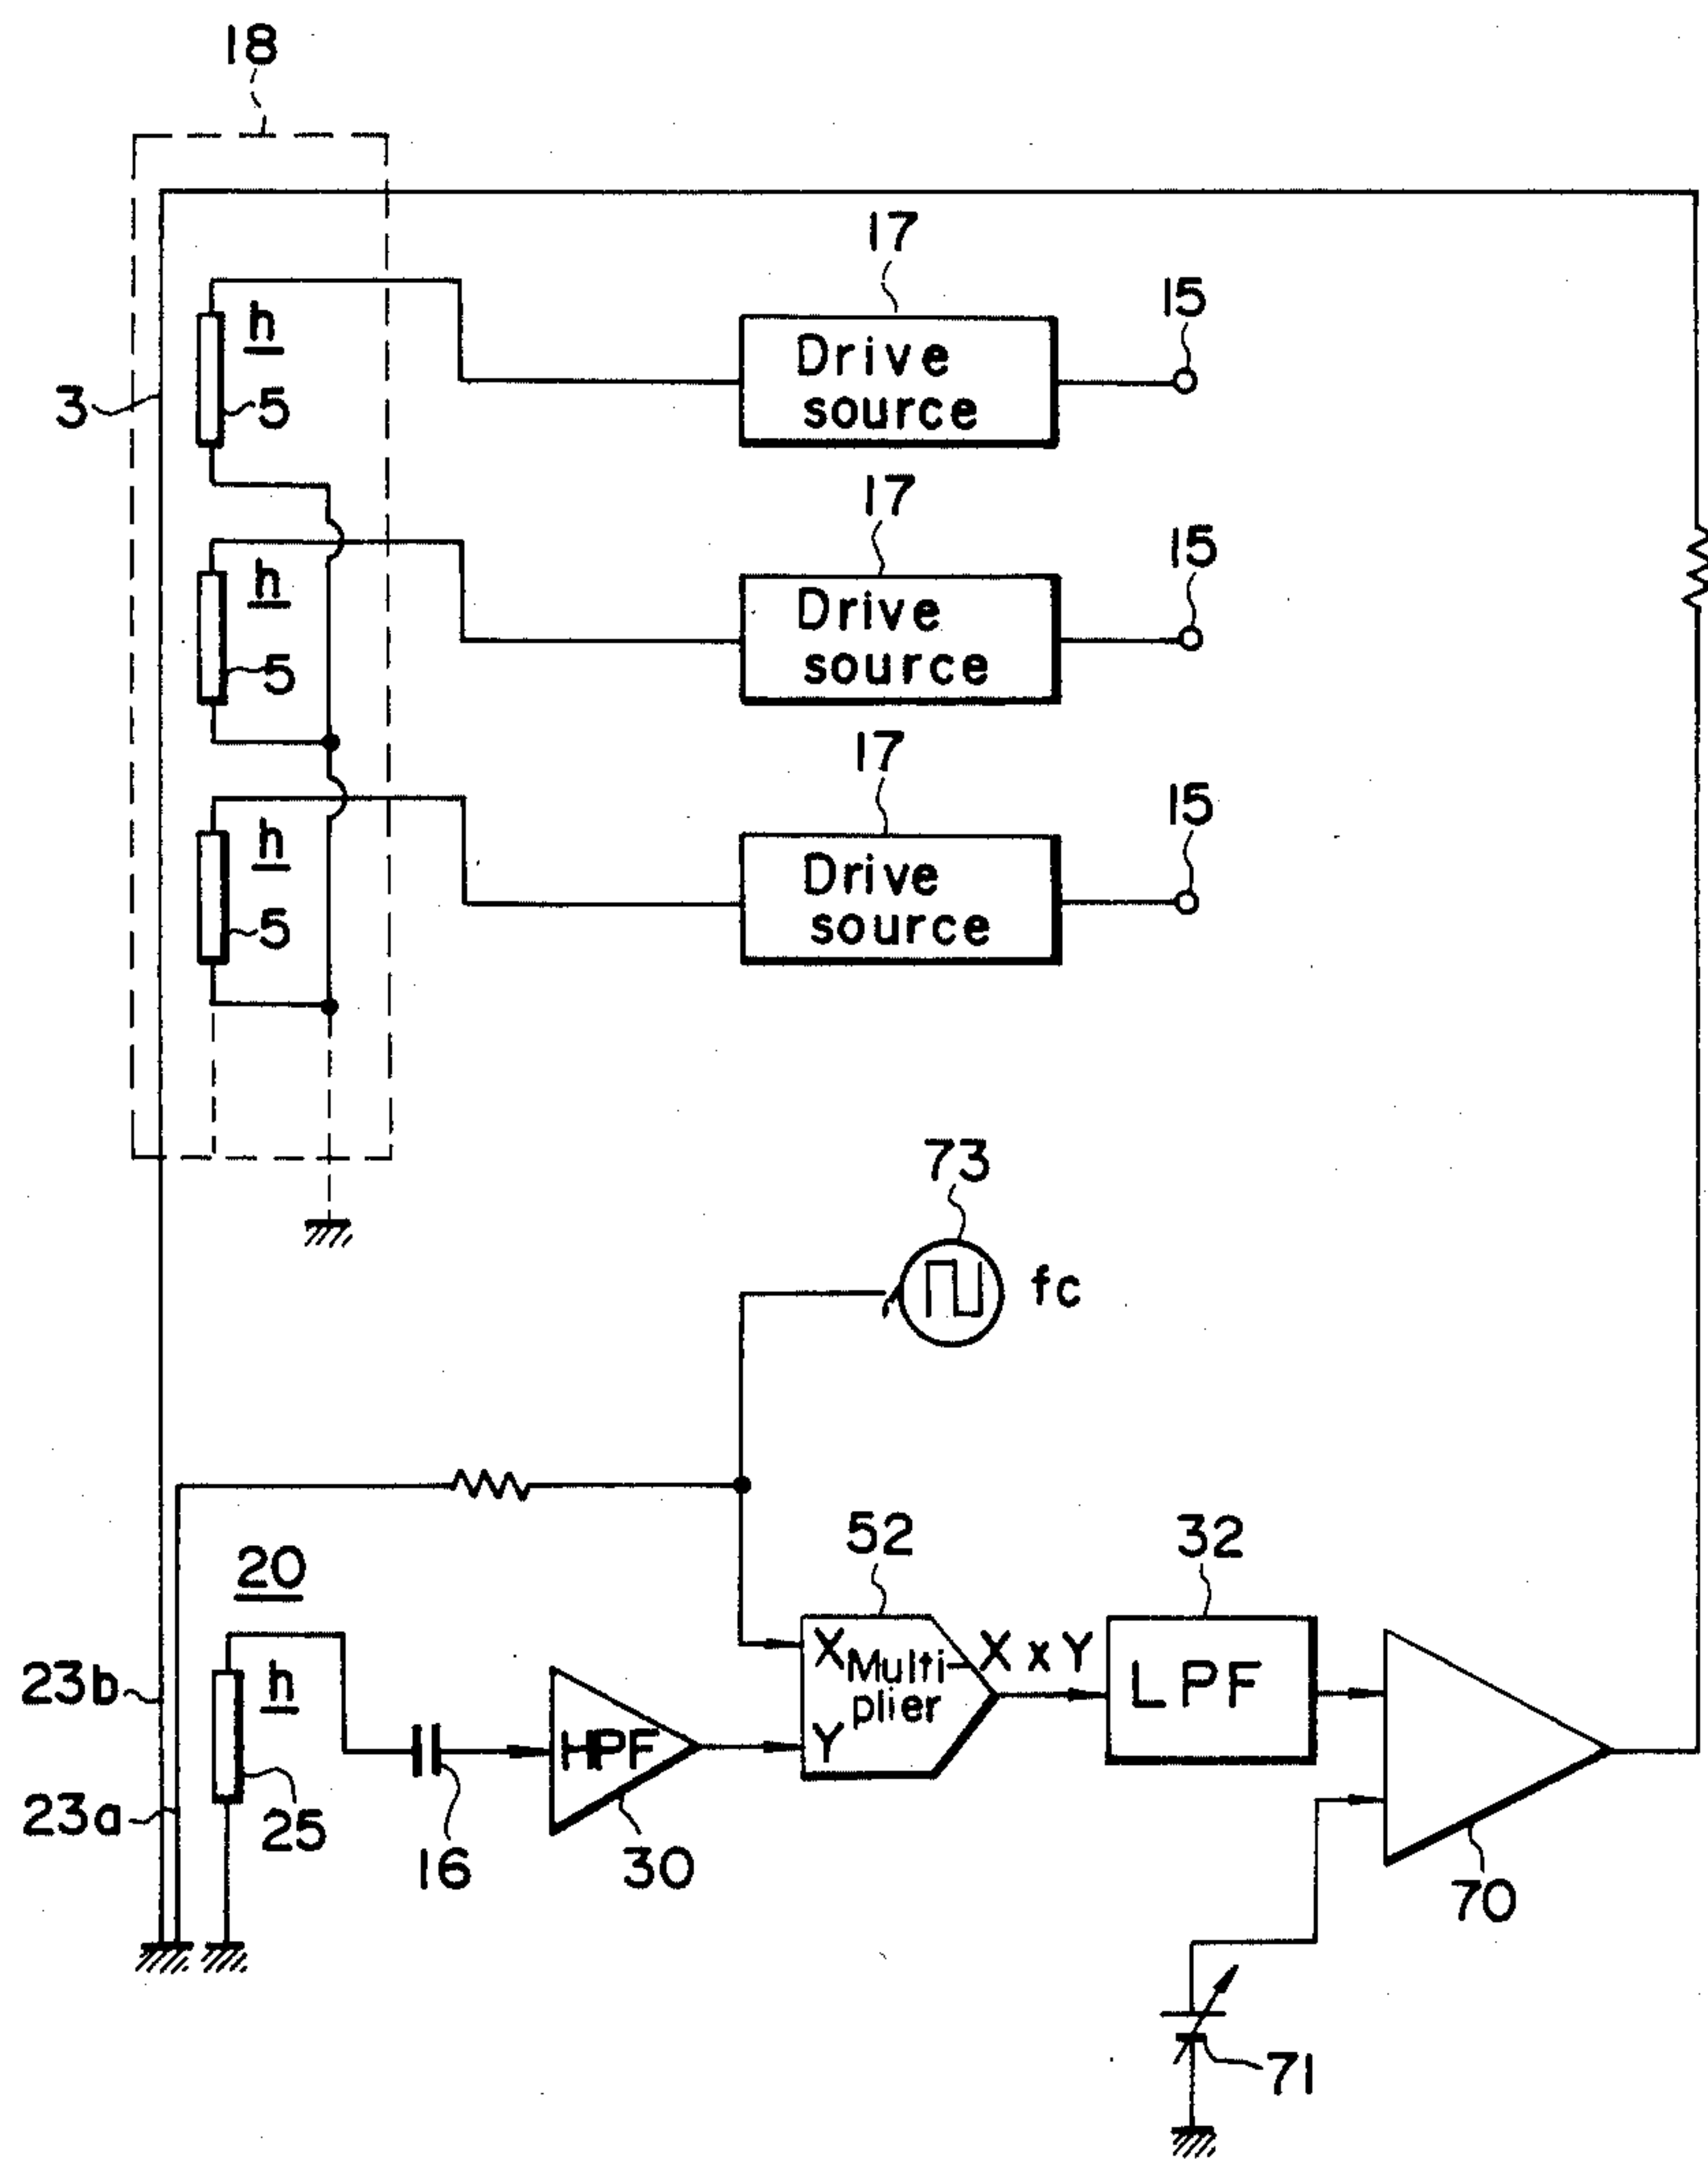 18
17
15
h
Drive
source
3
5
17
15
h
Drive
source
5
17
15
h
Drive
source
5
73
fc
52
32
20
X
Multi-
plier
X x Y
LPF
23b
h
HPF
Y
23a
25
16
30
70
71